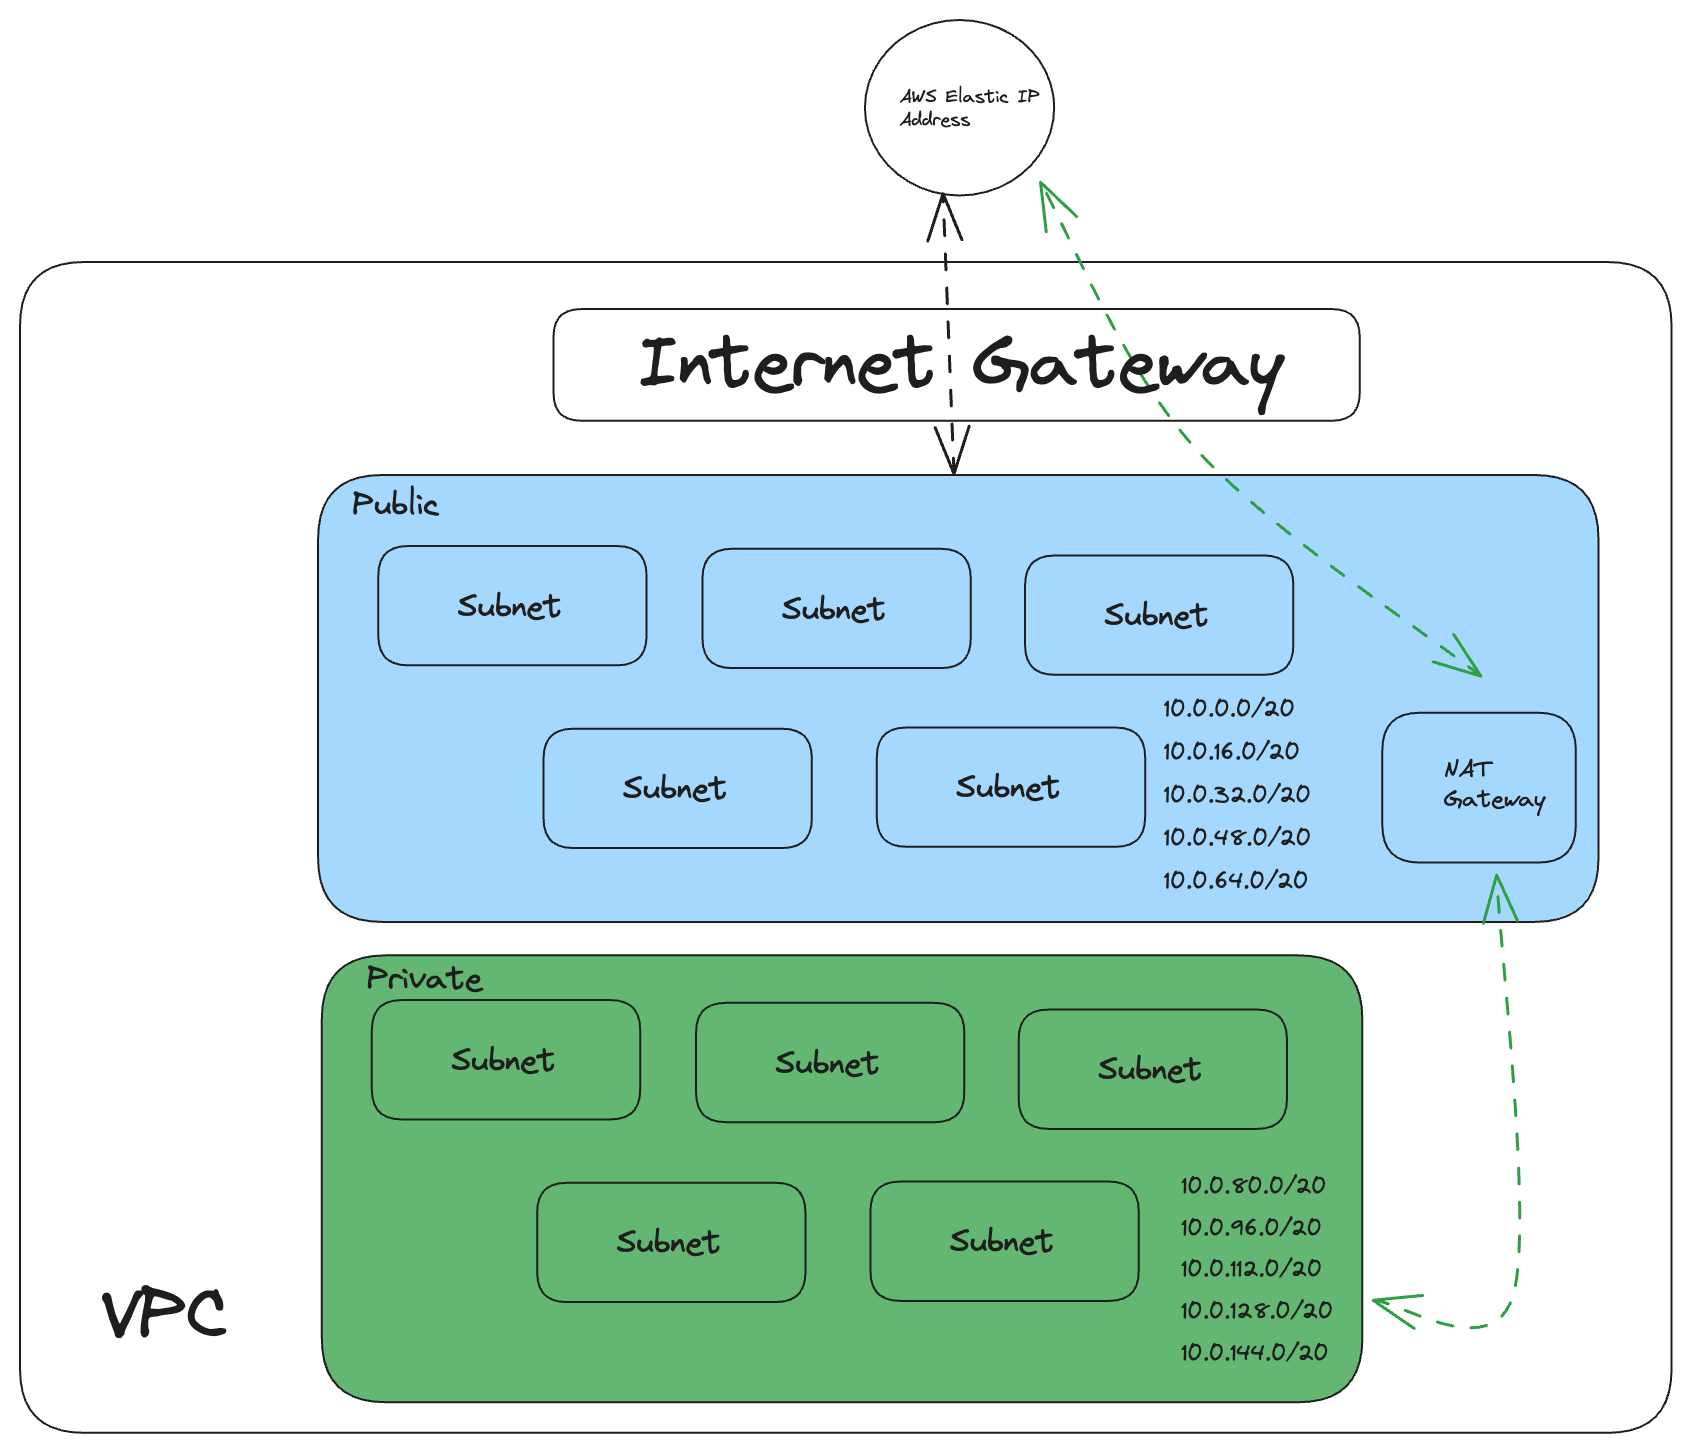 AWS Elastic IP
Address
Internet Gateway
Public
Subnet
Subnet
Subnet
10.0.0.0/20
10.0.16.0/20
10.0.32.0/20
10.0.48.0/20
10.0.64.0/20
Subnet
Subnet
NAT
Gateway
Private
Subnet
Subnet
Subnet
Subnet
Subnet
10.0.80.0/20
10.0.96.0/20
10.0.112.0/20
10.0.128.0/20
10.0.144.0/20
VPC